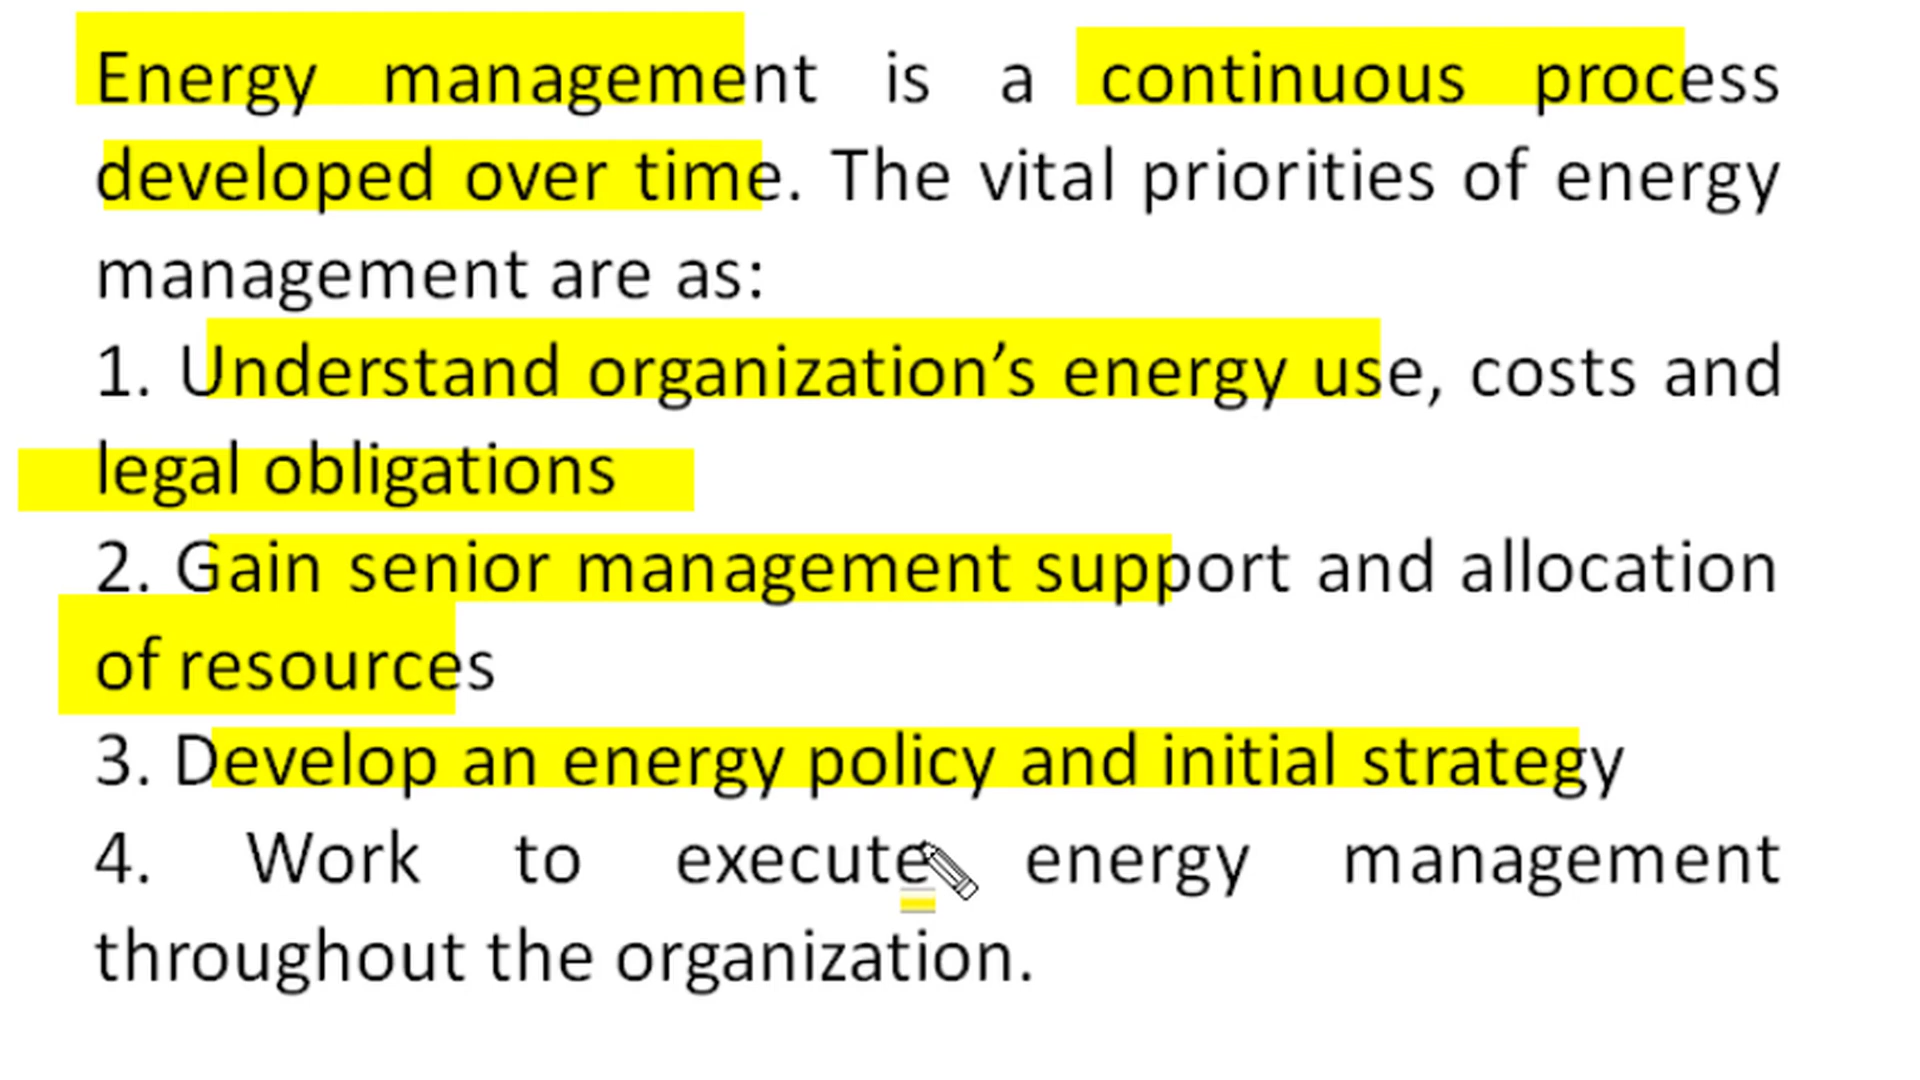 Energy management is a continuous process
developed over time. The vital priorities of energy
management are as:
1. Understand organization’s energy use, costs and
legal obligations
2. Gain senior management support and allocation
of resources
3. Develop an energy policy and initial strategy
4. Work to execute energy management
throughout the organization.